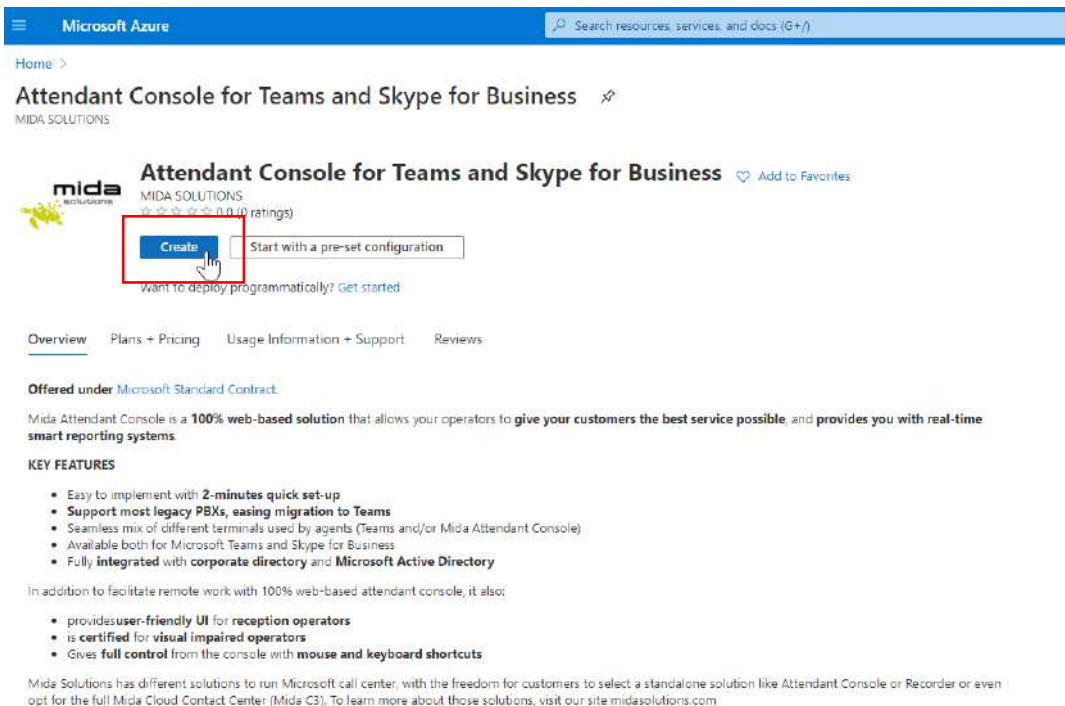 Microsoft Azure
Search resources, services, and docs (G+/)
Home >
Attendant Console for Teams and Skype for Business
MIDA SOLUTIONS
mida
solutions
Attendant Console for Teams and Skype for Business
Add to Favorites
MIDA SOLUTIONS
0.0 (0 ratings)
Create
Start with a pre-set configuration
Want to deploy programmatically? Get started
Overview Plans + Pricing Usage Information + Support Reviews
Offered under Microsoft Standard Contract.
Mida Attendant Console is a 100% web-based solution that allows your operators to give your customers the best service possible, and provides you with real-time
smart reporting systems.
KEY FEATURES
• Easy to implement with 2-minutes quick set-up
• Support most legacy PBXs, easing migration to Teams
• Seamless mix of different terminals used by agents (Teams and/or Mida Attendant Console)
• Available both for Microsoft Teams and Skype for Business
• Fully integrated with corporate directory and Microsoft Active Directory
In addition to facilitate remote work with 100% web-based attendant console, it also:
• providesuser-friendly UI for reception operators
• is certified for visual impaired operators
• Gives full control from the console with mouse and keyboard shortcuts
Mida Solutions has different solutions to run Microsoft call center, with the freedom for customers to select a standalone solution like Attendant Console or Recorder or even
opt for the full Mida Cloud Contact Center (Mida C3). To learn more about those solutions, visit our site midasolutions.com